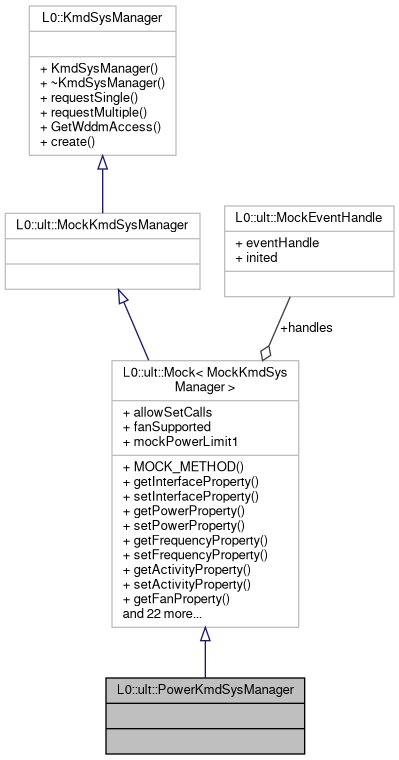 L0::KmdSysManager
+ KmdSysManager()
+ ~KmdSysManager()
+ requestSingle()
+ requestMultiple()
+ GetWddmAccess()
+ create()
L0::ult::MockKmdSysManager
L0::ult::MockEventHandle
+ eventHandle
+ inited
+handles
L0::ult::Mock< MockKmdSys
Manager >
+ allowSetCalls
+ fanSupported
+ mockPowerLimit1
+ MOCK_METHOD()
+ getInterfaceProperty()
+ setInterfaceProperty()
+ getPowerProperty()
+ setPowerProperty()
+ getFrequencyProperty()
+ setFrequencyProperty()
+ getActivityProperty()
+ setActivityProperty()
+ getFanProperty()
and 22 more...
L0::ult::PowerKmdSysManager